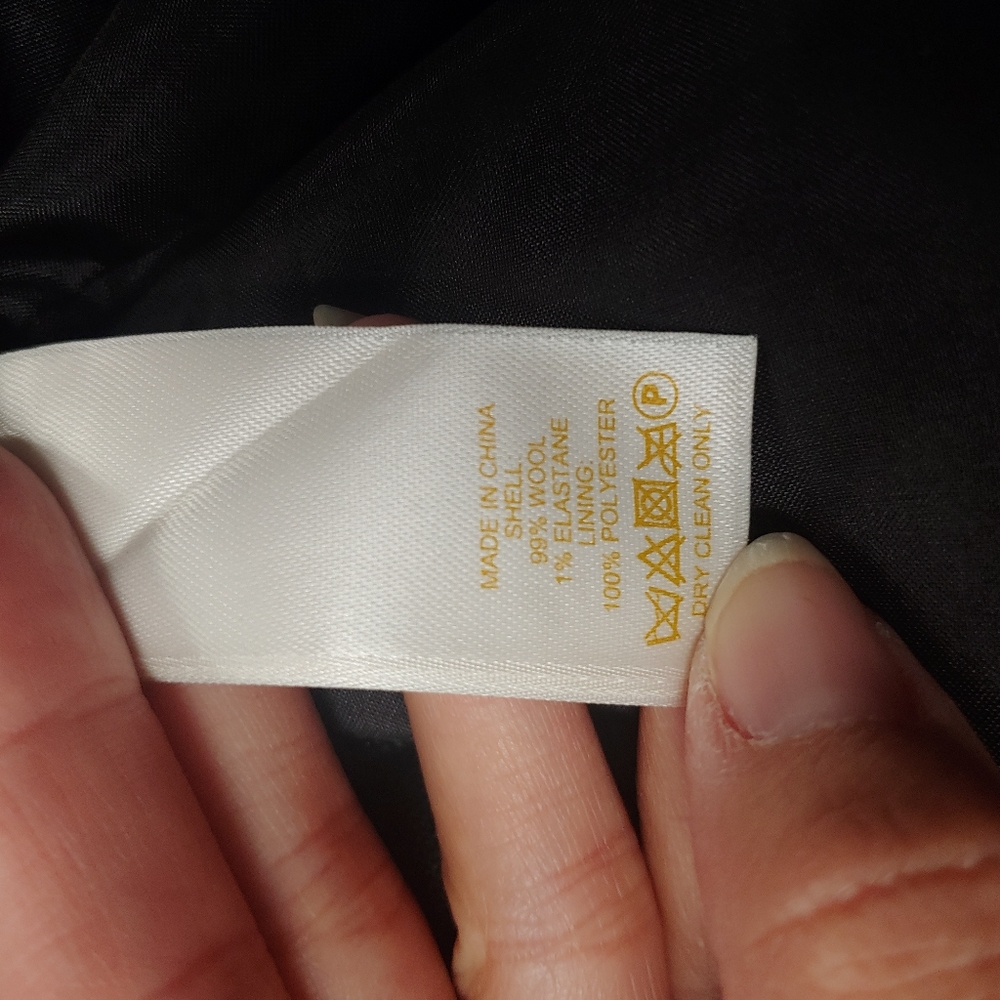 MADE IN CHINA
SHELL:
99% WOOL
1% ELASTANE
LINING:
100% POLYESTER
P
DRY CLEAN ONLY